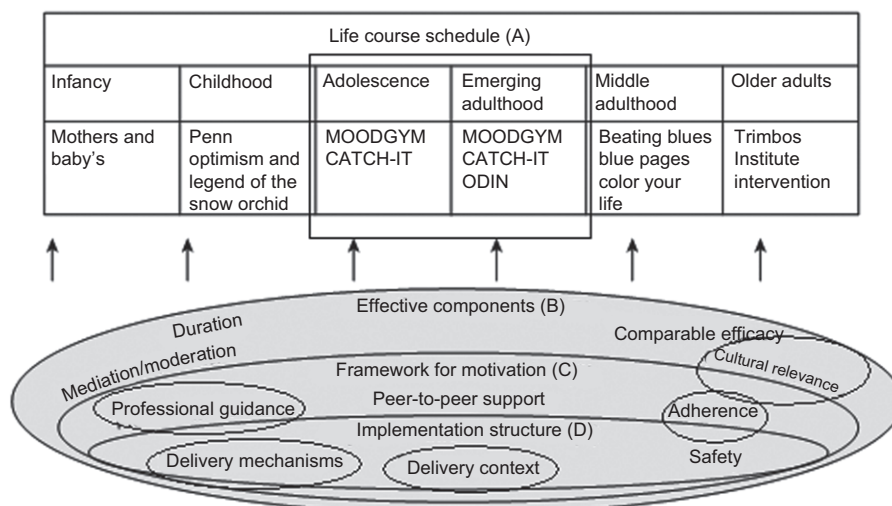 Life course schedule (A)
Infancy
Childhood
Adolescence
Emerging
adulthood
Middle
adulthood
Older adults
Mothers and
baby's
Penn
optimism and
legend of the
snow orchid
MOODGYM
CATCH-IT
MOODGYM
CATCH-IT
ODIN
Beating blues
blue pages
color your
life
Trimbos
Institute
intervention
Effective components (B)
Duration
Comparable efficacy
Mediation/moderation
Cultural relevance
Framework for motivation (C)
Peer-to-peer support
Professional guidance
Adherence
Implementation structure (D)
Safety
Delivery mechanisms
Delivery context